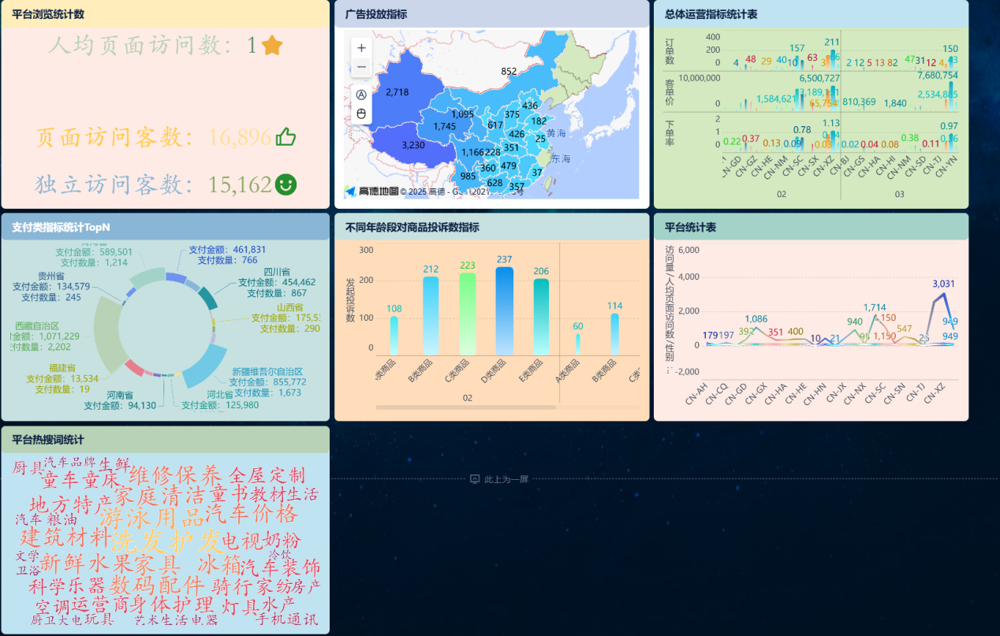 平台浏览统计数
人均页面访问数: 1
页面访问客数: 16,896
独立访问客数: 15,162
广告投放指标
852
2,718
436
1,095
375
182
1,745
617
426
黄海
25
3,230
1,166
228
351
东海
360
479
985
37
628
357
高德地图
© 2025 高德 - GS
总体运营指标统计表
订单数
400
200
0
4
48
29
40
10
157
63
3
211
66
2
12
5
13
82
47
31
12
4
150
客单价
10,000,000
0
1,584,621
6,500,727
3,189,151
65,754
810,369
1,840
7,680,754
2,534,885
下单率
2
1
0
0.22
0.37
0.13
0.09
0.78
1.13
0.02
0.04
0.08
0.38
0.11
0.97
CN-GD
CN-GZ
CN-HE
CN-NM
CN-SC
CN-SX
CN-XZ
CN-BJ
CN-GS
CN-HA
CN-HI
CN-NM
CN-SD
CN-TJ
CN-YN
02
03
支付类指标统计TopN
支付金额: 589,501
支付数量: 1,214
支付金额: 461,831
支付数量: 766
贵州省
支付金额: 134,579
支付数量: 245
四川省
支付金额: 454,462
支付数量: 867
山西省
支付金额: 175,5
支付数量: 290
西藏自治区
付金额: 1,071,229
付数量: 2,202
福建省
支付金额: 13,534
支付数量: 19
新疆维吾尔自治区
支付金额: 855,772
支付数量: 1,673
河南省
支付金额: 94,130
河北省
支付金额: 125,980
不同年龄段对商品投诉数指标
发起投诉数
300
200
100
0
108
212
223
237
206
60
114
类商品
B类商品
C类商品
D类商品
E类商品
A类商品
B类商品
C类
02
平台统计表
访问量/人均页面访问数/性别...
6,000
4,000
2,000
0
-2,000
179
197
392
1,086
351
400
10
21
940
95
1,714
1,150
1,190
547
25
3,031
949
949
CN-AH
CN-CQ
CN-GD
CN-GX
CN-HA
CN-HE
CN-HN
CN-JX
CN-NX
CN-SC
CN-SN
CN-TJ
CN-XZ
平台热搜词统计
厨具 汽车品牌 生鲜
童车童床 维修保养 全屋定制
地方特产 家庭清洁 童书教材 生活
汽车 粮油 游泳用品 汽车价格
建筑材料 洗发护发 电视 奶粉
文学 冷饮
卫浴 新鲜水果 家具 冰箱 汽车装饰
科学 乐器 数码配件 骑行 家纺 房产
空调 运营商 身体护理 灯具 水产
厨卫大电 玩具 艺术 生活电器 手机通讯
此上为一屏